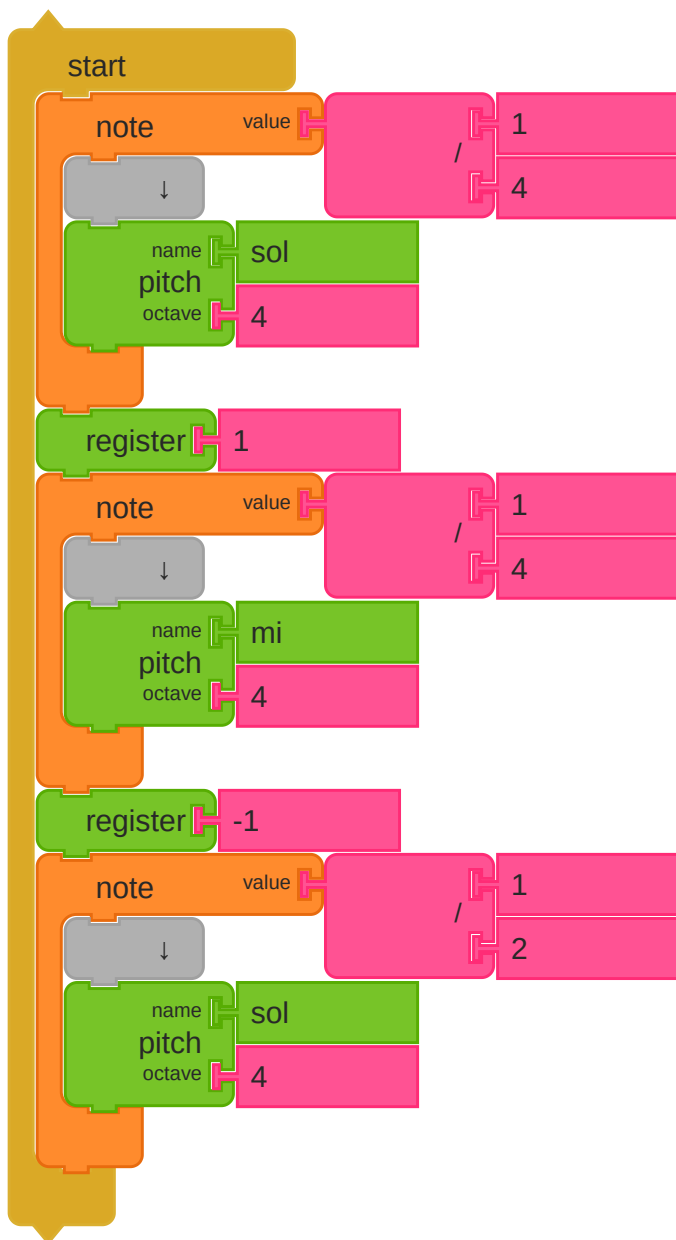 start
note value / 1
4
↓
name sol
pitch
octave 4
register 1
note value / 1
4
↓
name mi
pitch
octave 4
register -1
note value / 1
2
↓
name sol
pitch
octave 4